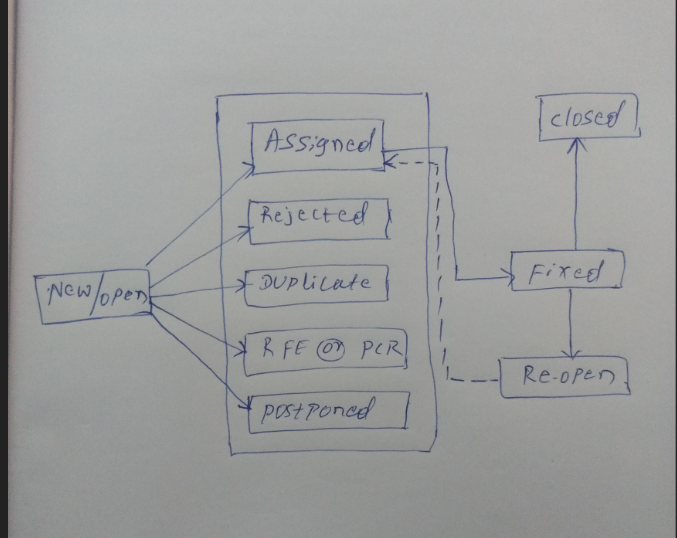 New/open
Assigned
Rejected
Duplicate
RFE or PCR
postponed
closed
Fixed
Re-open